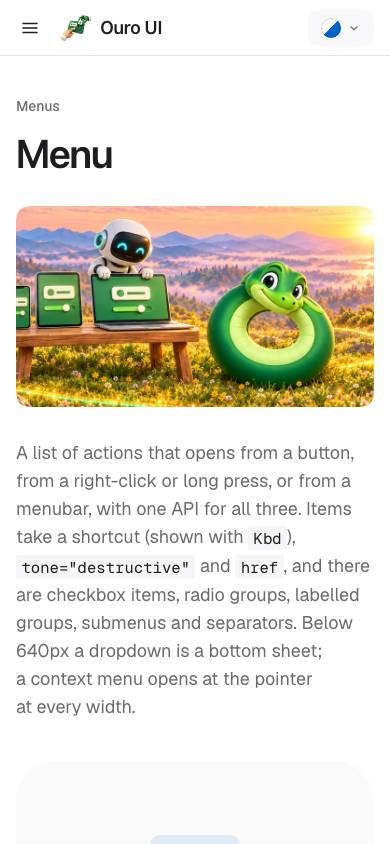 Ouro UI
Menus
Menu
A list of actions that opens from a button,
from a right-click or long press, or from a
menubar, with one API for all three. Items
take a shortcut (shown with Kbd),
tone="destructive" and href, and there
are checkbox items, radio groups, labelled
groups, submenus and separators. Below
640px a dropdown is a bottom sheet;
a context menu opens at the pointer
at every width.